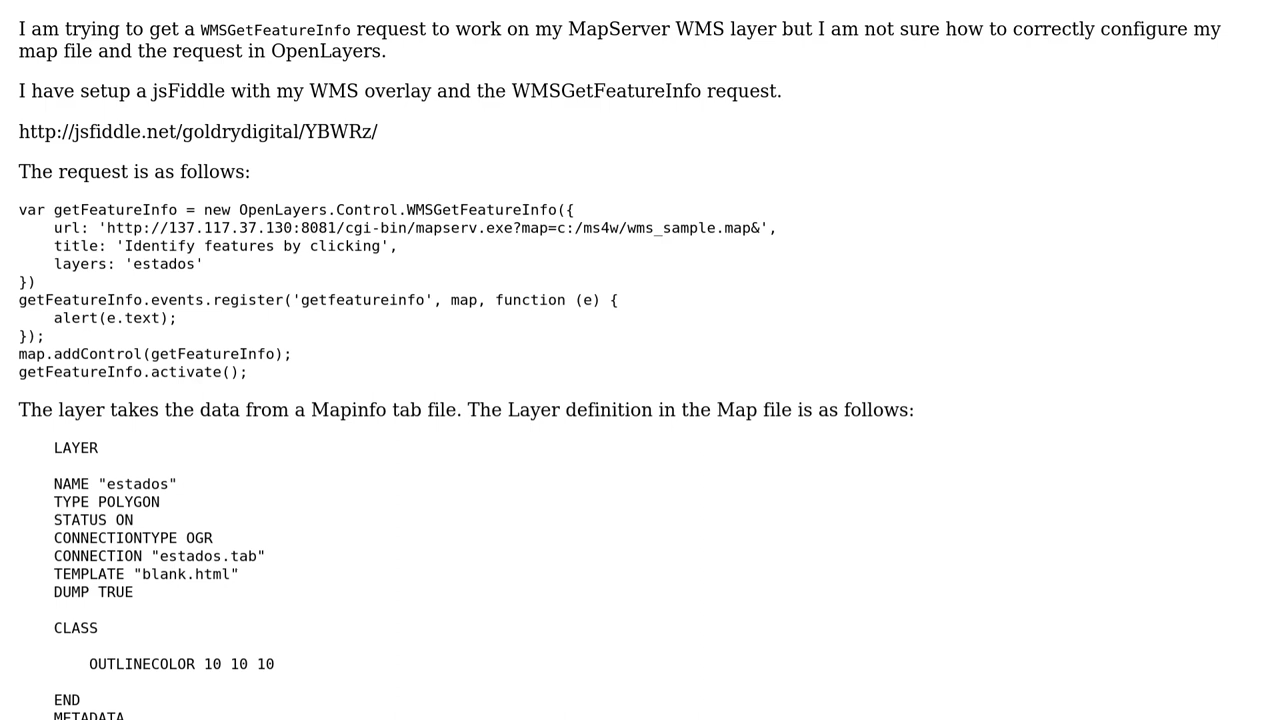 I am trying to get a WMSGetFeatureInfo request to work on my MapServer WMS layer but I am not sure how to correctly configure my
map file and the request in OpenLayers.
I have setup a jsFiddle with my WMS overlay and the WMSGetFeatureInfo request.
http://jsfiddle.net/goldrydigital/YBWRz/
The request is as follows:
var getFeatureInfo = new OpenLayers.Control.WMSGetFeatureInfo({
    url: 'http://137.117.37.130:8081/cgi-bin/mapserv.exe?map=c:/ms4w/wms_sample.map&',
    title: 'Identify features by clicking',
    layers: 'estados'
})
getFeatureInfo.events.register('getfeatureinfo', map, function (e) {
    alert(e.text);
});
map.addControl(getFeatureInfo);
getFeatureInfo.activate();
The layer takes the data from a Mapinfo tab file. The Layer definition in the Map file is as follows:
    LAYER
    NAME "estados"
    TYPE POLYGON
    STATUS ON
    CONNECTIONTYPE OGR
    CONNECTION "estados.tab"
    TEMPLATE "blank.html"
    DUMP TRUE
    CLASS
        OUTLINECOLOR 10 10 10
    END
    METADATA